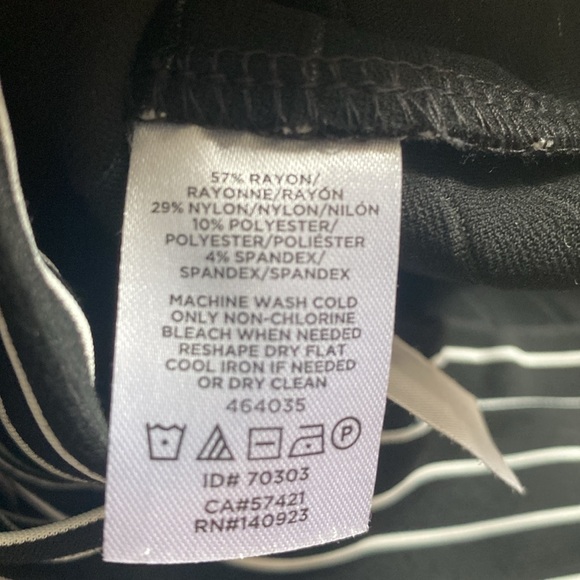 57% RAYON/
RAYONNE/RAYÓN
29% NYLON/NYLON/NILÓN
10% POLYESTER/
POLYESTER/POLIÉSTER
4% SPANDEX/
SPANDEX/SPANDEX
MACHINE WASH COLD
ONLY NON-CHLORINE
BLEACH WHEN NEEDED
RESHAPE DRY FLAT
COOL IRON IF NEEDED
OR DRY CLEAN
464035
P
ID# 70303
CA#57421
RN#140923